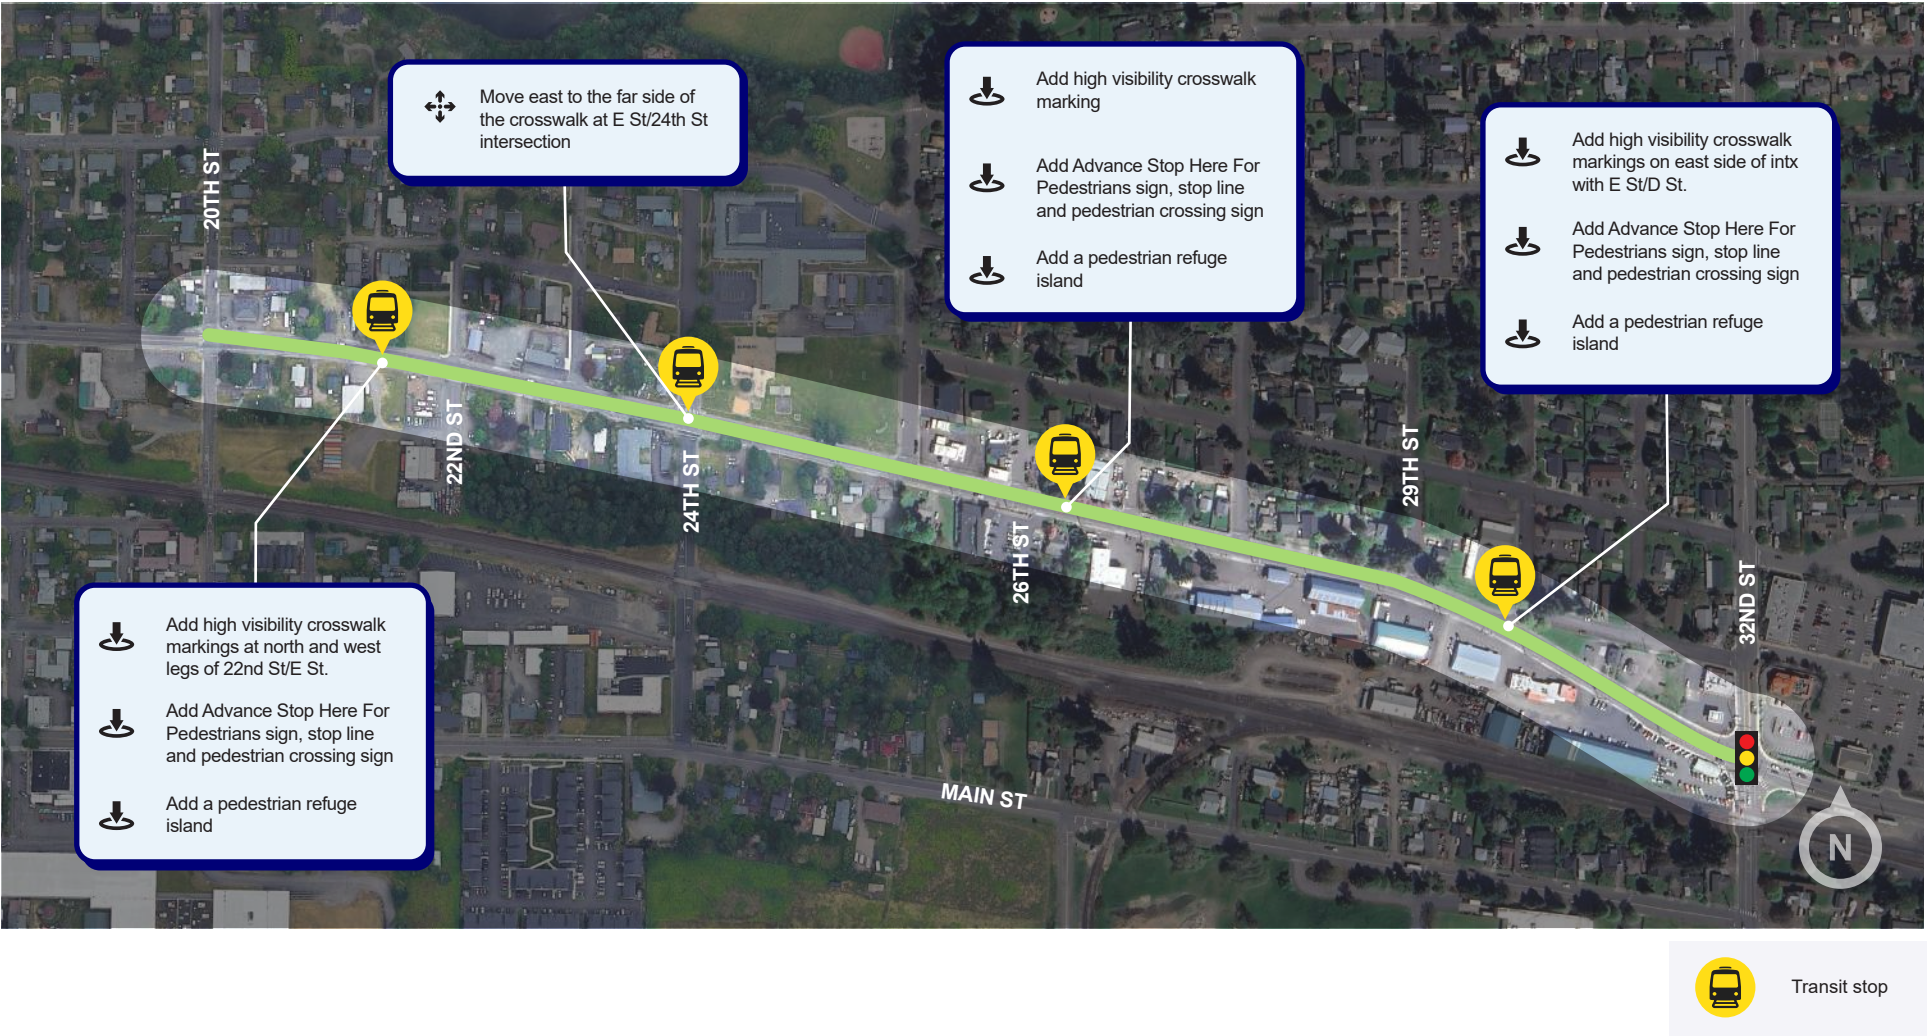 Move east to the far side of
the crosswalk at E St/24th St
intersection
Add high visibility crosswalk
marking
Add Advance Stop Here For
Pedestrians sign, stop line
and pedestrian crossing sign
Add a pedestrian refuge
island
Add high visibility crosswalk
markings on east side of intx
with E St/D St.
Add Advance Stop Here For
Pedestrians sign, stop line
and pedestrian crossing sign
Add a pedestrian refuge
island
20TH ST
22ND ST
24TH ST
26TH ST
29TH ST
32ND ST
Add high visibility crosswalk
markings at north and west
legs of 22nd St/E St.
Add Advance Stop Here For
Pedestrians sign, stop line
and pedestrian crossing sign
Add a pedestrian refuge
island
MAIN ST
N
Transit stop